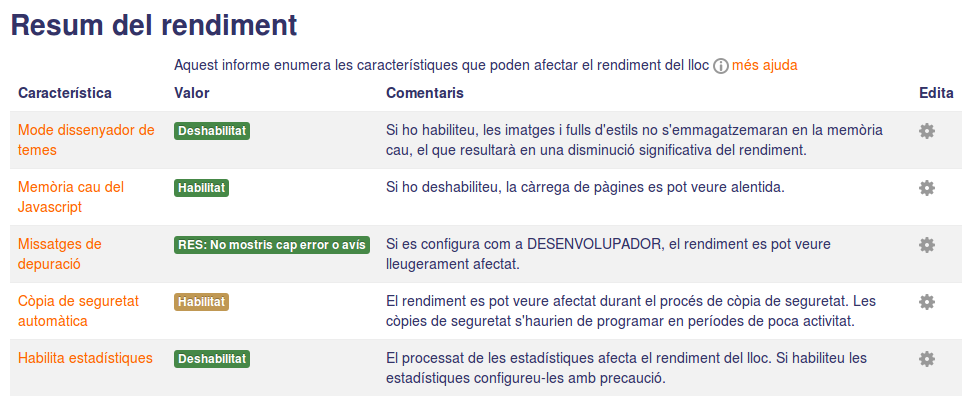 Resum del rendiment
Aquest informe enumera les característiques que poden afectar el rendiment del lloc més ajuda
Característica Valor Comentaris Edita
Mode dissenyador de temes Deshabilitat Si ho habiliteu, les imatges i fulls d'estils no s'emmagatzemaran en la memòria
cau, el que resultarà en una disminució significativa del rendiment.
Memòria cau del Javascript Habilitat Si ho deshabiliteu, la càrrega de pàgines es pot veure alentida.
Missatges de depuració RES: No mostris cap error o avís Si es configura com a DESENVOLUPADOR, el rendiment es pot veure
lleugerament afectat.
Còpia de seguretat automàtica Habilitat El rendiment es pot veure afectat durant el procés de còpia de seguretat. Les
còpies de seguretat s'haurien de programar en períodes de poca activitat.
Habilita estadístiques Deshabilitat El processat de les estadístiques afecta el rendiment del lloc. Si habiliteu les
estadístiques configureu-les amb precaució.